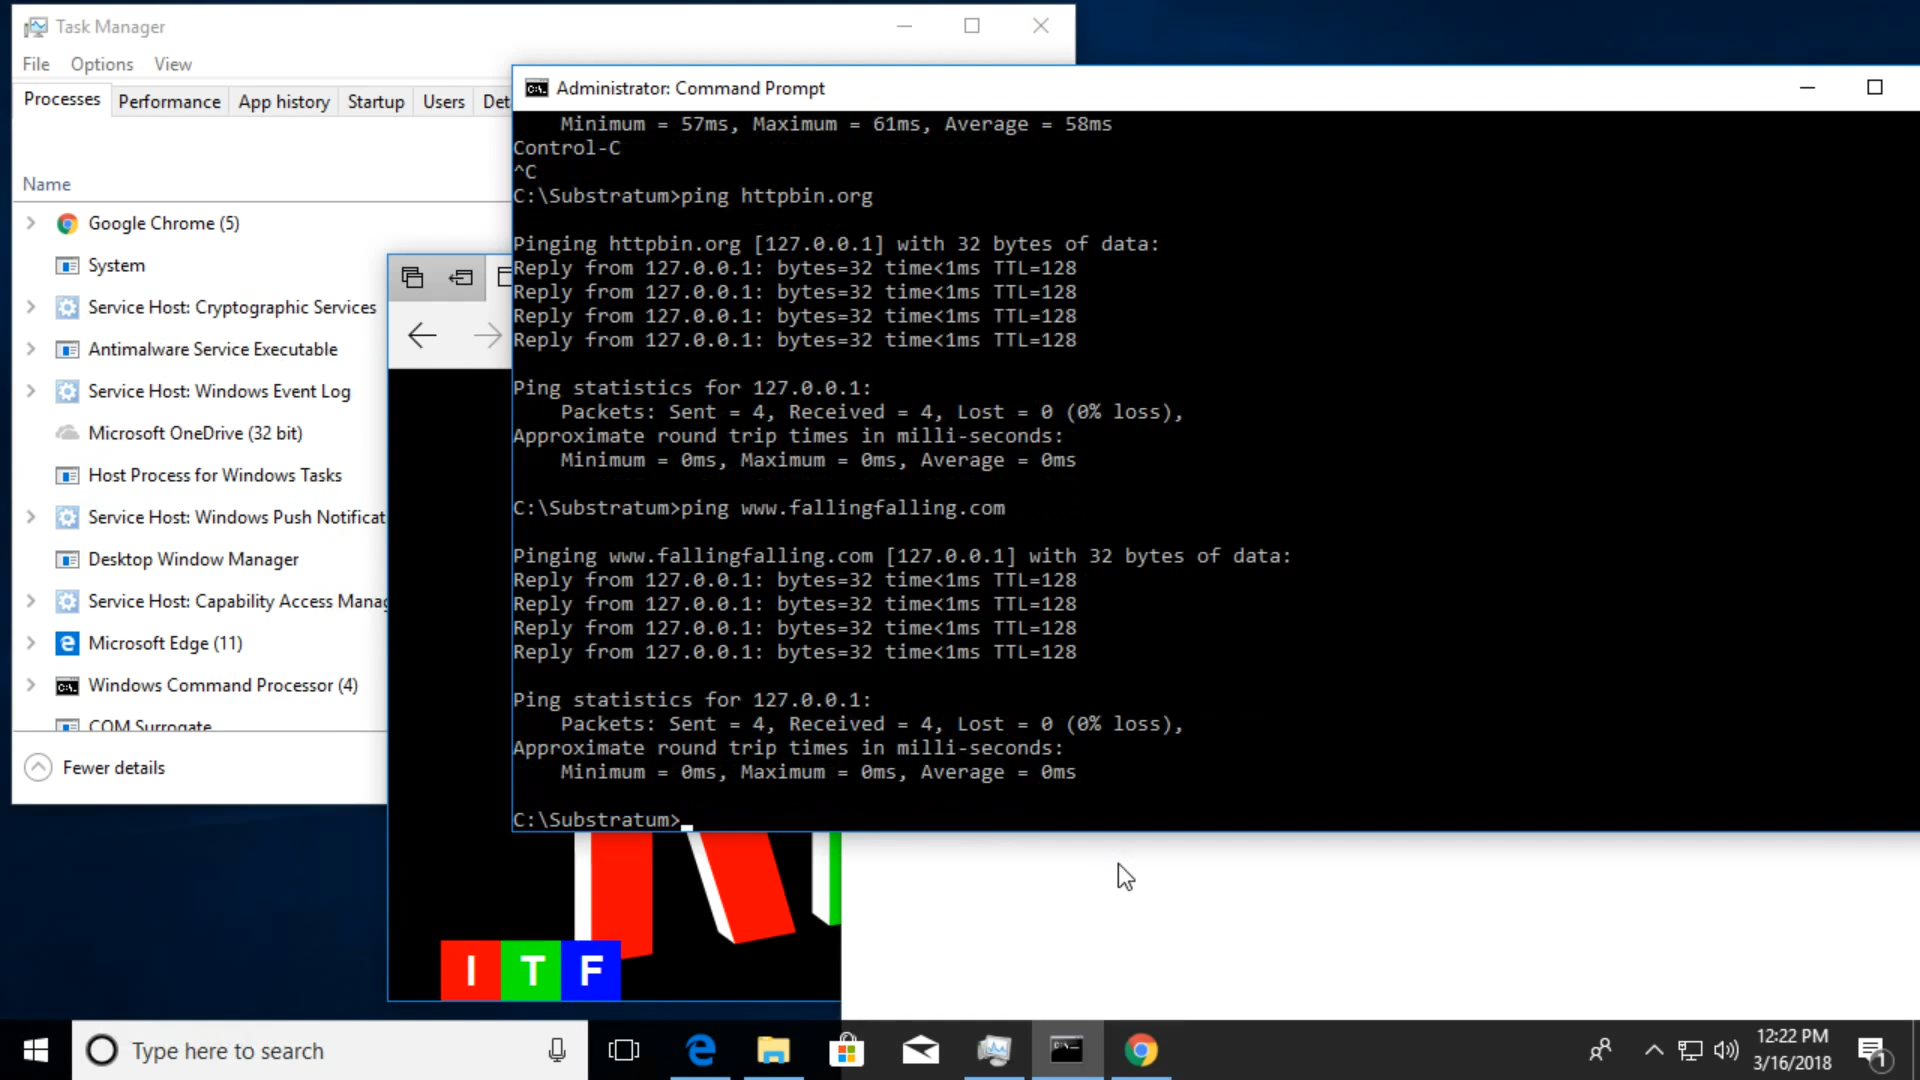 Task Manager
File Options View
Processes Performance App history Startup Users Det
Name
Google Chrome (5)
System
Service Host: Cryptographic Services
Antimalware Service Executable
Service Host: Windows Event Log
Microsoft OneDrive (32 bit)
Host Process for Windows Tasks
Service Host: Windows Push Notificat
Desktop Window Manager
Service Host: Capability Access Manag
Microsoft Edge (11)
Windows Command Processor (4)
COM Surrogate
Fewer details
Administrator: Command Prompt
Minimum = 57ms, Maximum = 61ms, Average = 58ms
Control-C
^C
C:\Substratum>ping httpbin.org
Pinging httpbin.org [127.0.0.1] with 32 bytes of data:
Reply from 127.0.0.1: bytes=32 time<1ms TTL=128
Reply from 127.0.0.1: bytes=32 time<1ms TTL=128
Reply from 127.0.0.1: bytes=32 time<1ms TTL=128
Reply from 127.0.0.1: bytes=32 time<1ms TTL=128
Ping statistics for 127.0.0.1:
Packets: Sent = 4, Received = 4, Lost = 0 (0% loss),
Approximate round trip times in milli-seconds:
Minimum = 0ms, Maximum = 0ms, Average = 0ms
C:\Substratum>ping www.fallingfalling.com
Pinging www.fallingfalling.com [127.0.0.1] with 32 bytes of data:
Reply from 127.0.0.1: bytes=32 time<1ms TTL=128
Reply from 127.0.0.1: bytes=32 time<1ms TTL=128
Reply from 127.0.0.1: bytes=32 time<1ms TTL=128
Reply from 127.0.0.1: bytes=32 time<1ms TTL=128
Ping statistics for 127.0.0.1:
Packets: Sent = 4, Received = 4, Lost = 0 (0% loss),
Approximate round trip times in milli-seconds:
Minimum = 0ms, Maximum = 0ms, Average = 0ms
C:\Substratum>
I T F
Type here to search
12:22 PM
3/16/2018
1